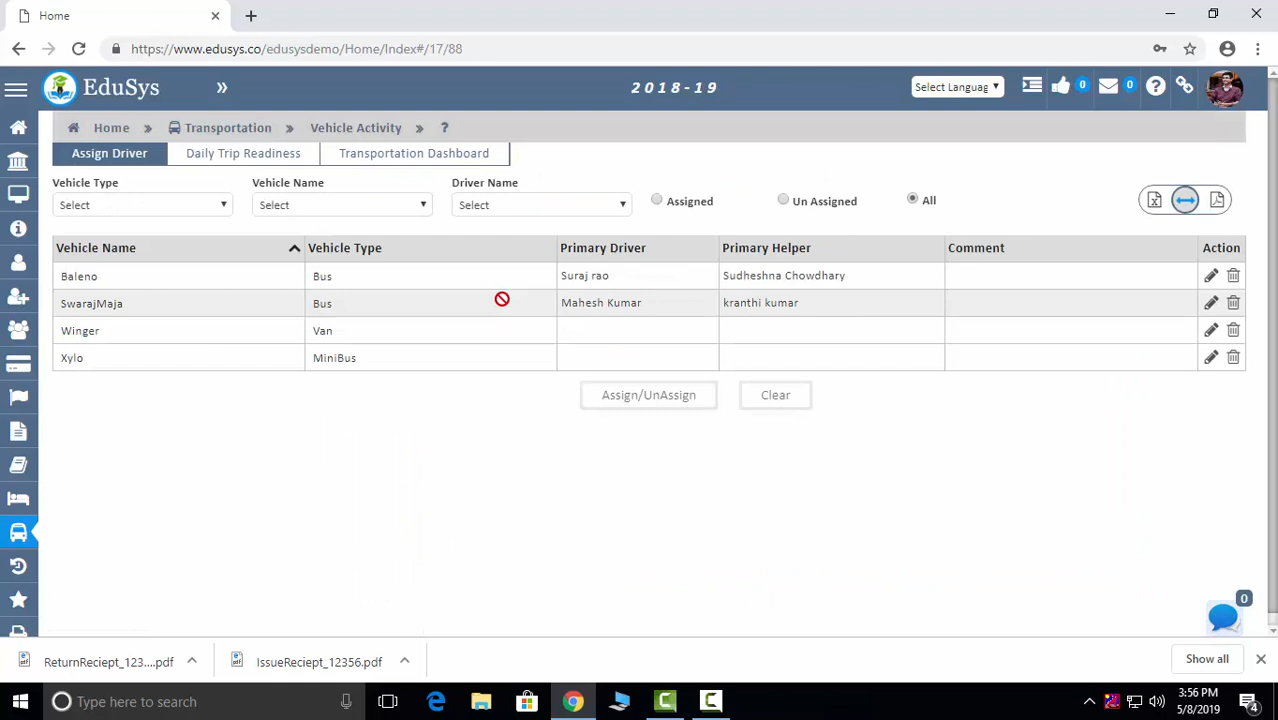 Home
https://www.edusys.co/edusysdemo/Home/Index#/17/88
EduSys » 2018-19 Select Languag 0 0
Home » Transportation » Vehicle Activity » ?
Assign Driver Daily Trip Readiness Transportation Dashboard
Vehicle Type Vehicle Name Driver Name
Select Select Select Assigned Un Assigned All
Vehicle Name Vehicle Type Primary Driver Primary Helper Comment Action
Baleno Bus Suraj rao Sudheshna Chowdhary
SwarajMaja Bus Mahesh Kumar kranthi kumar
Winger Van
Xylo MiniBus
Assign/UnAssign Clear
0
ReturnReciept_123....pdf IssueReciept_12356.pdf Show all
Type here to search
3:56 PM
5/8/2019
4